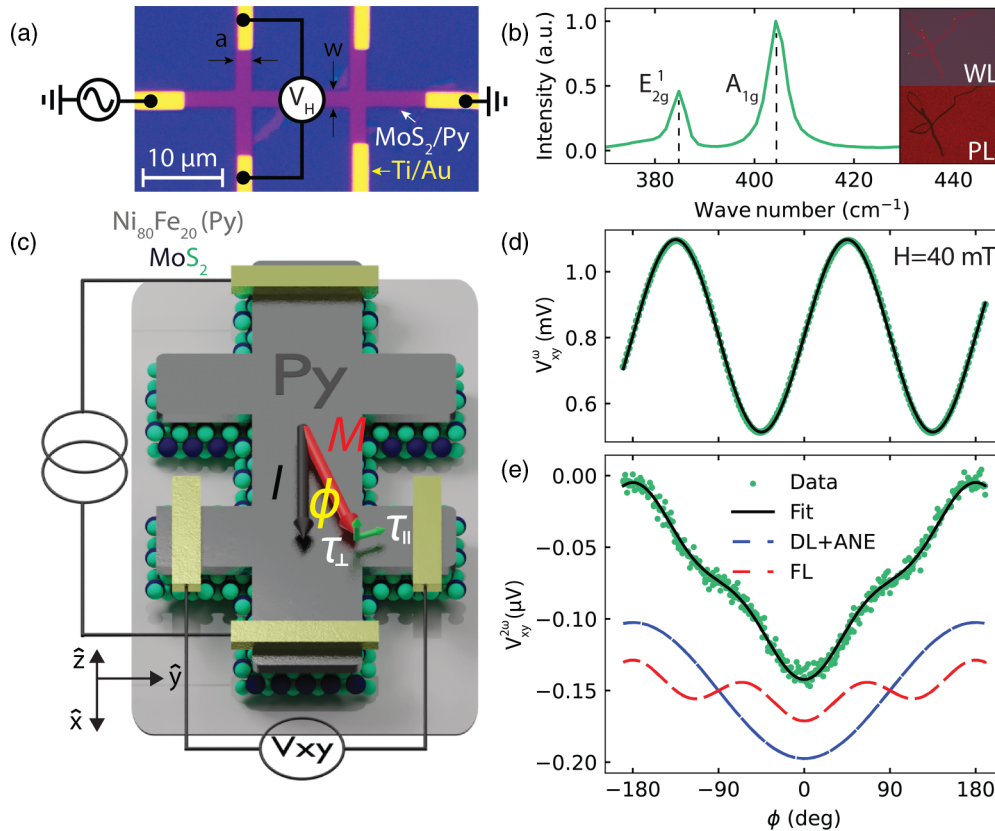 (a)
a
w
V_H
MoS₂/Py
10 μm
Ti/Au
(b)
Intensity (a.u.)
1.0
0.5
0.0
E¹₂g
A₁g
WL
PL
380
400
420
440
Wave number (cm⁻¹)
(c)
Ni₈₀Fe₂₀ (Py)
MoS₂
Py
M
I
ϕ
τ∥
τ⊥
ẑ
ŷ
x̂
Vxy
(d)
H=40 mT
V^ω_xy (mV)
1.0
0.8
0.6
(e)
V^2ω_xy (μV)
0.00
−0.05
−0.10
−0.15
−0.20
Data
Fit
DL+ANE
FL
−180
−90
0
90
180
ϕ (deg)